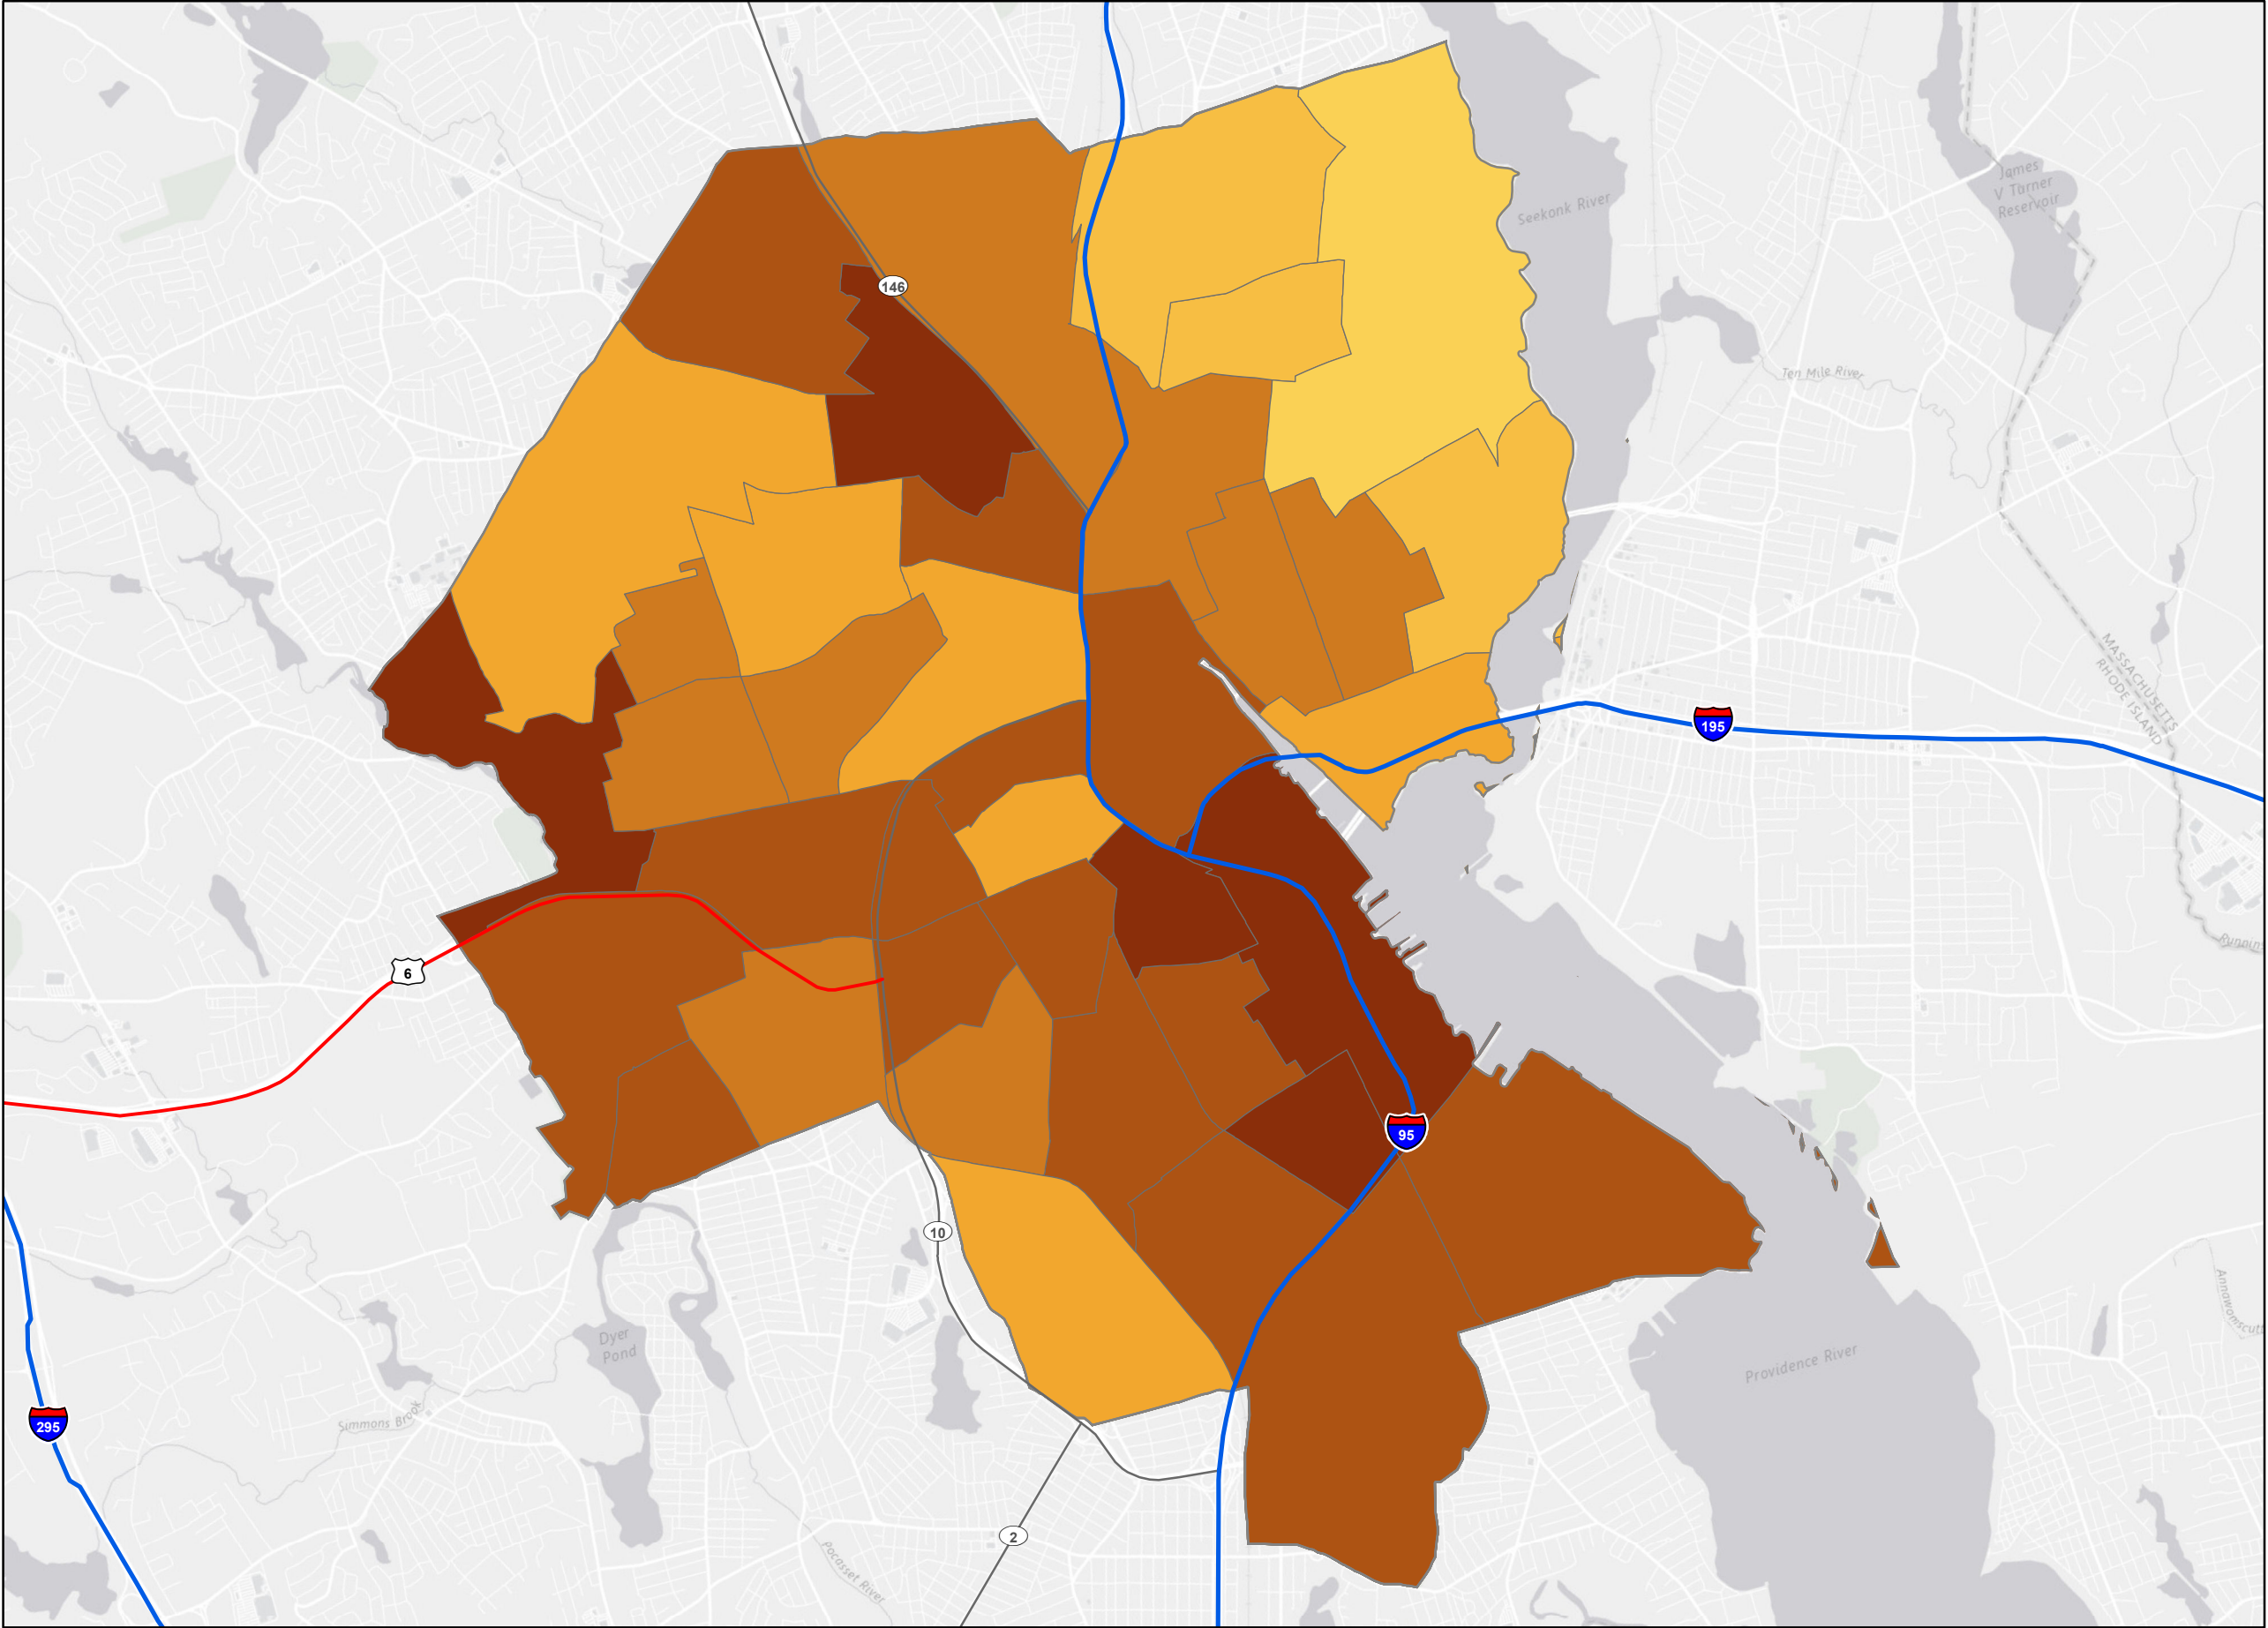 James
V Turner
Reservoir
Seekonk River
146
Ten Mile River
MASSACHUSETTS
RHODE ISLAND
195
6
95
10
Dyer
Pond
Providence River
295
Simmons Brook
2
Pocasset River